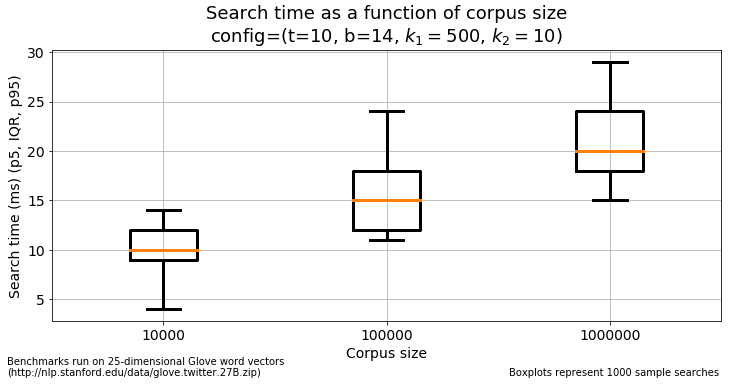 Search time as a function of corpus size
config=(t=10, b=14, k₁ = 500, k₂ = 10)
Search time (ms) (p5, IQR, p95)
30
25
20
15
10
5
10000 100000 1000000
Corpus size
Benchmarks run on 25-dimensional Glove word vectors
(http://nlp.stanford.edu/data/glove.twitter.27B.zip)
Boxplots represent 1000 sample searches